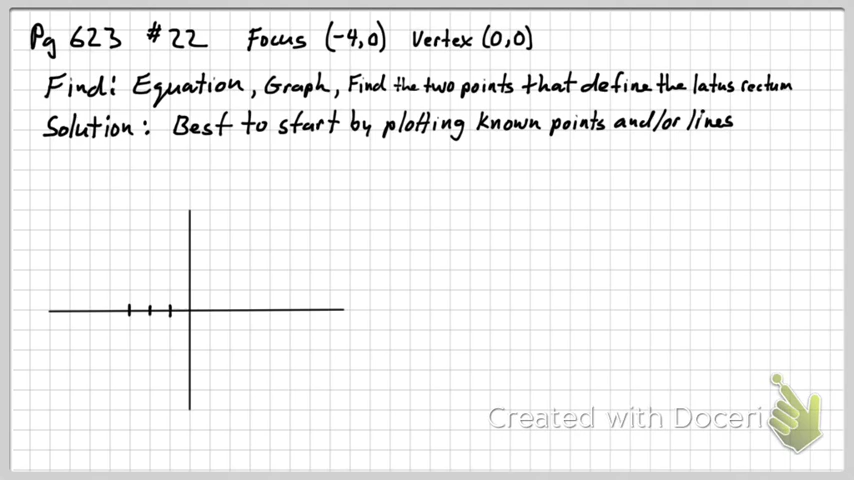 Pg 623 #22 Focus (-4,0) Vertex (0,0)
Find: Equation, Graph, Find the two points that define the latus rectum
Solution: Best to start by plotting known points and/or lines
Created with Doceri